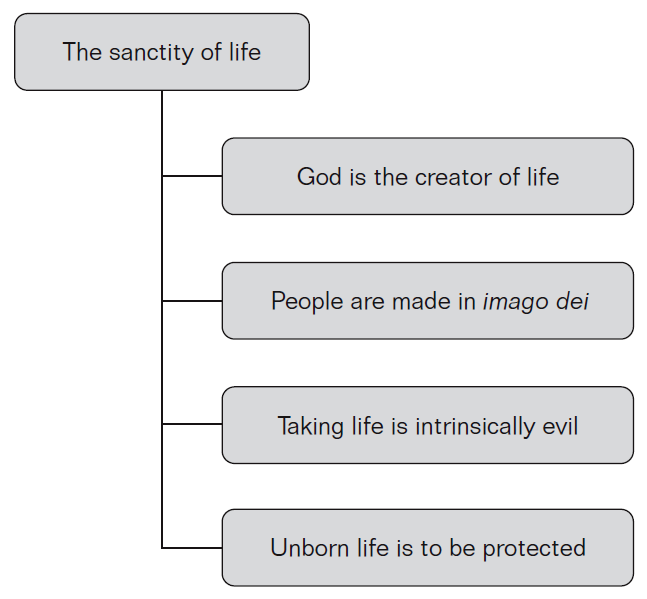 The sanctity of life
God is the creator of life
People are made in imago dei
Taking life is intrinsically evil
Unborn life is to be protected